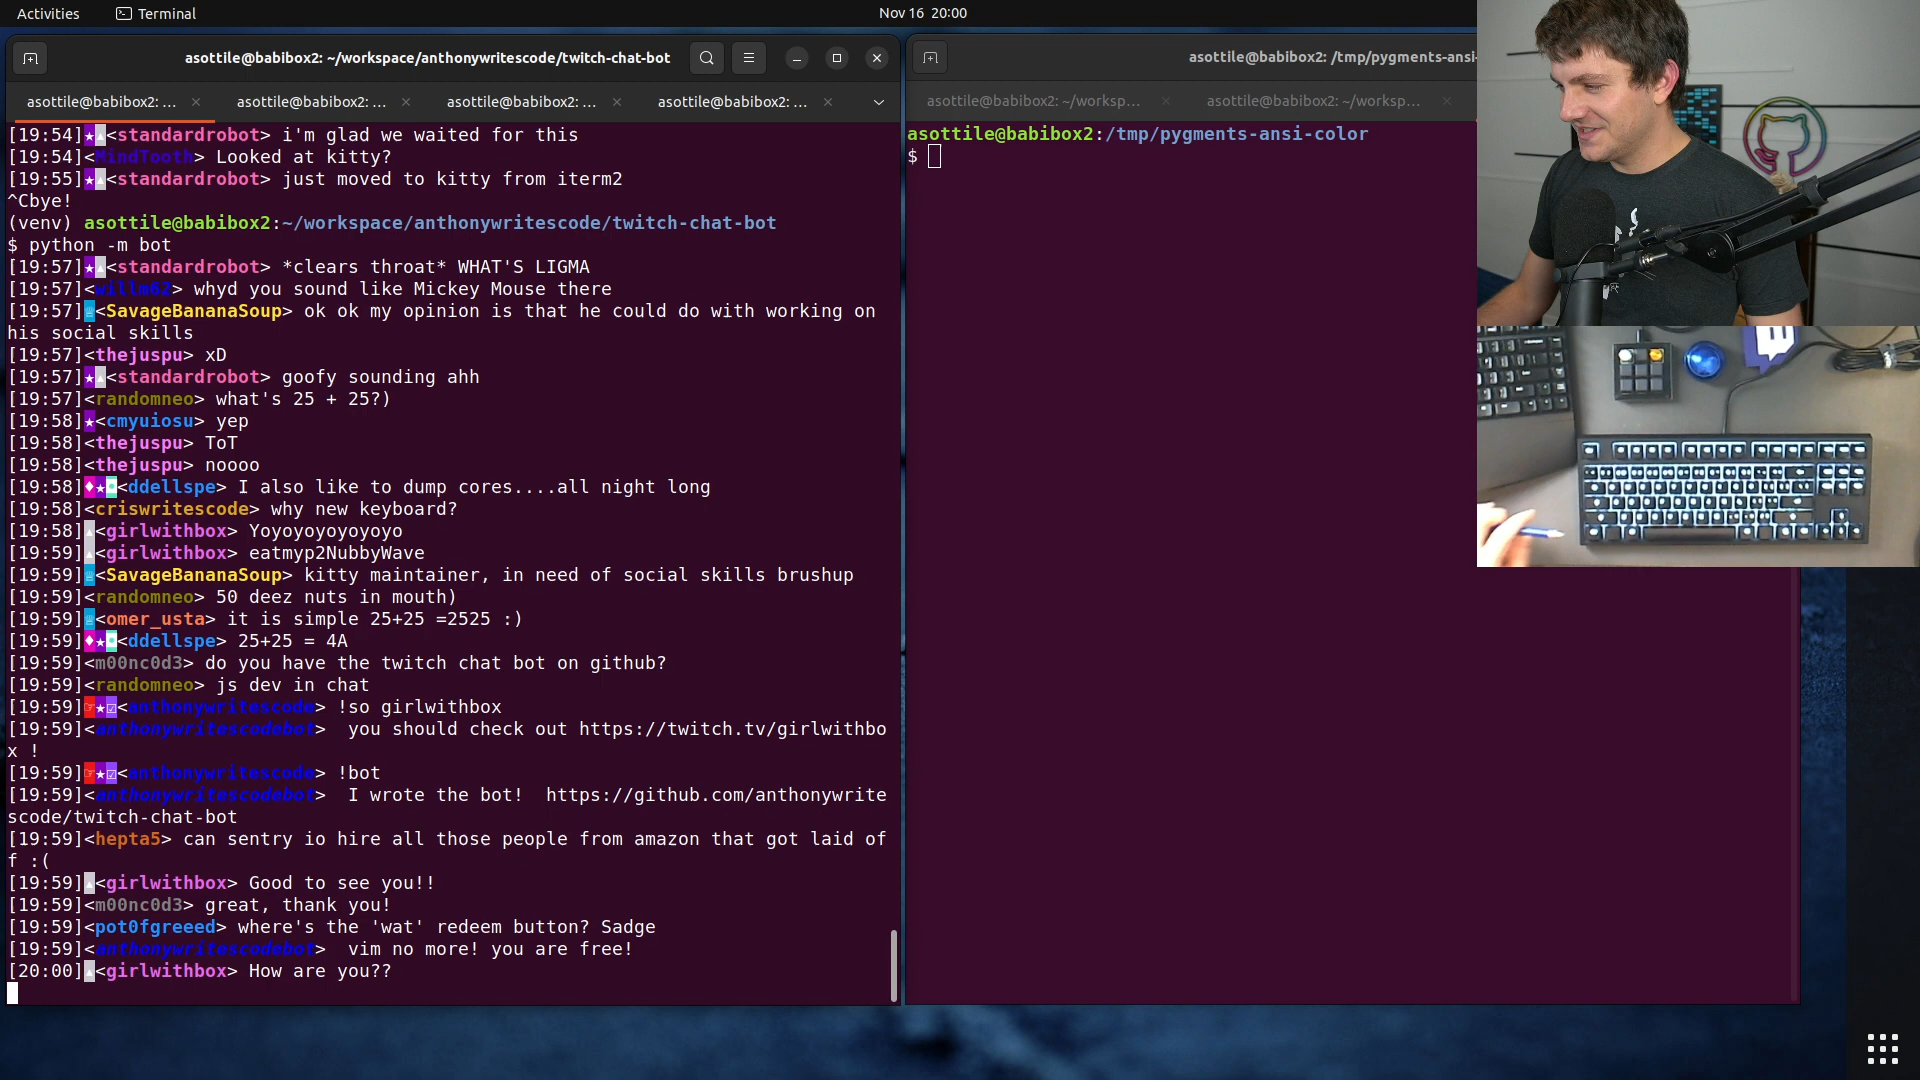 Activities
Terminal
Nov 16 20:00
asottile@babibox2: ~/workspace/anthonywritescode/twitch-chat-bot
asottile@babibox2: ...
asottile@babibox2: ...
asottile@babibox2: ...
asottile@babibox2: ...
[19:54]<standardrobot> i'm glad we waited for this
[19:54]<MindTooth> Looked at kitty?
[19:55]<standardrobot> just moved to kitty from iterm2
^Cbye!
(venv) asottile@babibox2:~/workspace/anthonywritescode/twitch-chat-bot
$ python -m bot
[19:57]<standardrobot> *clears throat* WHAT'S LIGMA
[19:57]<willm62> whyd you sound like Mickey Mouse there
[19:57]<SavageBananaSoup> ok ok my opinion is that he could do with working on
his social skills
[19:57]<thejuspu> xD
[19:57]<standardrobot> goofy sounding ahh
[19:57]<randomneo> what's 25 + 25?)
[19:58]<cmyuiosu> yep
[19:58]<thejuspu> ToT
[19:58]<thejuspu> noooo
[19:58]<ddellspe> I also like to dump cores....all night long
[19:58]<criswritescode> why new keyboard?
[19:58]<girlwithbox> Yoyoyoyoyoyoyo
[19:59]<girlwithbox> eatmyp2NubbyWave
[19:59]<SavageBananaSoup> kitty maintainer, in need of social skills brushup
[19:59]<randomneo> 50 deez nuts in mouth)
[19:59]<omer_usta> it is simple 25+25 =2525 :)
[19:59]<ddellspe> 25+25 = 4A
[19:59]<m00nc0d3> do you have the twitch chat bot on github?
[19:59]<randomneo> js dev in chat
[19:59]<anthonywritescode> !so girlwithbox
[19:59]<anthonywritescodebot>  you should check out https://twitch.tv/girlwithbo
x !
[19:59]<anthonywritescode> !bot
[19:59]<anthonywritescodebot>  I wrote the bot!  https://github.com/anthonywrite
scode/twitch-chat-bot
[19:59]<hepta5> can sentry io hire all those people from amazon that got laid of
f :(
[19:59]<girlwithbox> Good to see you!!
[19:59]<m00nc0d3> great, thank you!
[19:59]<pot0fgreeed> where's the 'wat' redeem button? Sadge
[19:59]<anthonywritescodebot>  vim no more! you are free!
[20:00]<girlwithbox> How are you??
asottile@babibox2: /tmp/pygments-ansi-
asottile@babibox2: ~/worksp...
asottile@babibox2: ~/worksp...
asottile@babibox2:/tmp/pygments-ansi-color
$